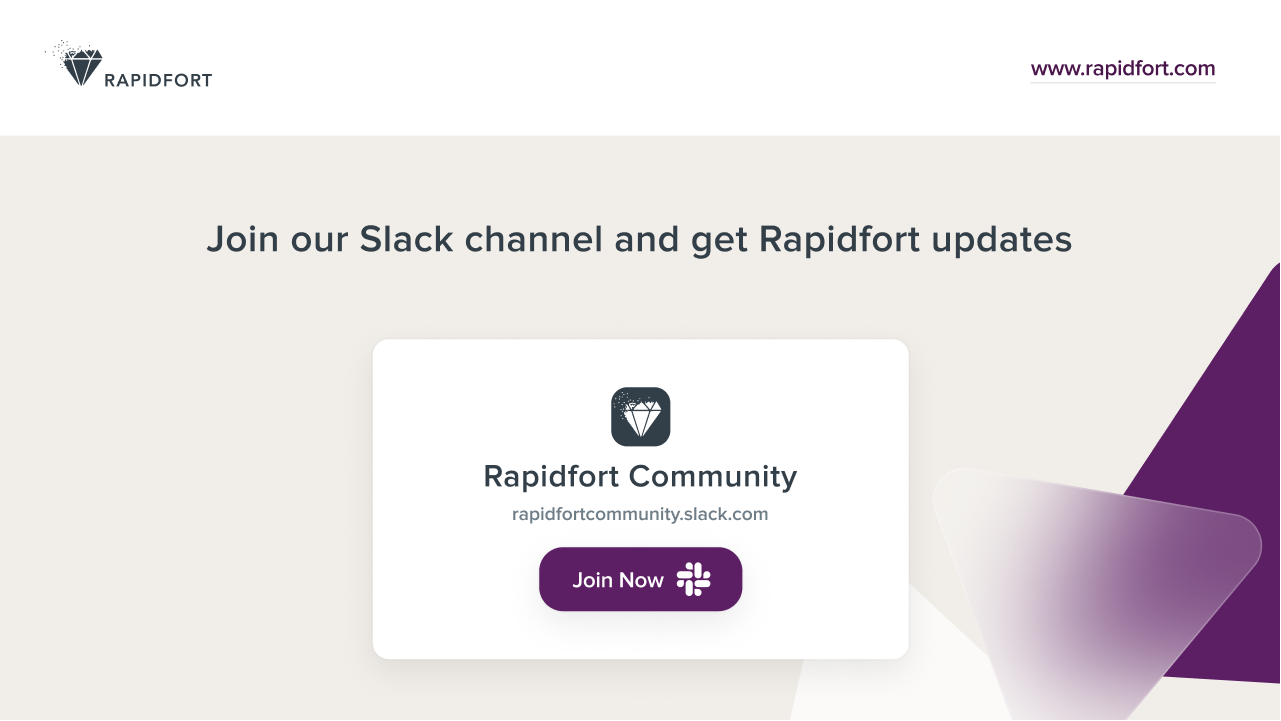 RAPIDFORT
www.rapidfort.com
Join our Slack channel and get Rapidfort updates
Rapidfort Community
rapidfortcommunity.slack.com
Join Now